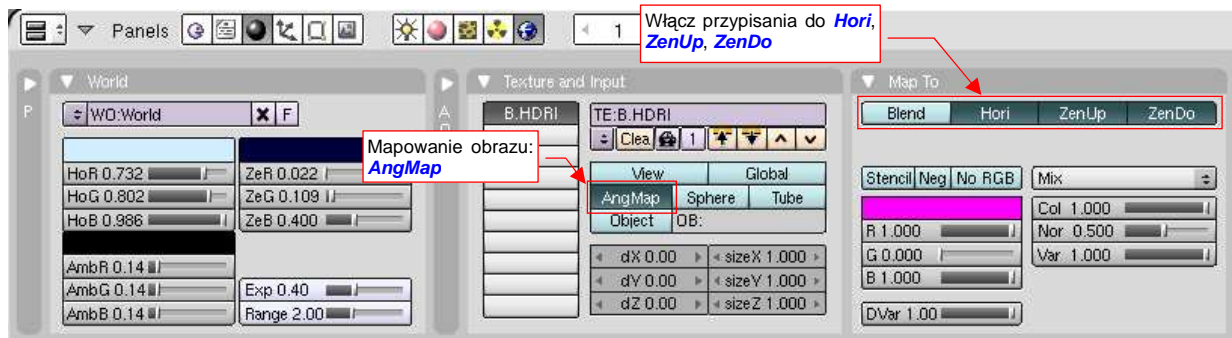 Panels
1
Włącz przypisania do Hori,
ZenUp, ZenDo
P
World
WO:World
F
HoR 0.732
HoG 0.802
HoB 0.986
ZeR 0.022
ZeG 0.109
ZeB 0.400
AmbR 0.14
AmbG 0.14
AmbB 0.14
Exp 0.40
Range 2.00
A
Mapowanie obrazu:
AngMap
Texture and Input
B.HDRI
TE:B.HDRI
Clea
1
View
Global
AngMap
Sphere
Tube
Object
OB:
dX 0.00
sizeX 1.000
dY 0.00
sizeY 1.000
dZ 0.00
sizeZ 1.000
Map To
Blend
Hori
ZenUp
ZenDo
Stencil
Neg
No RGB
Mix
R 1.000
G 0.000
B 1.000
Col 1.000
Nor 0.500
Var 1.000
DVar 1.00